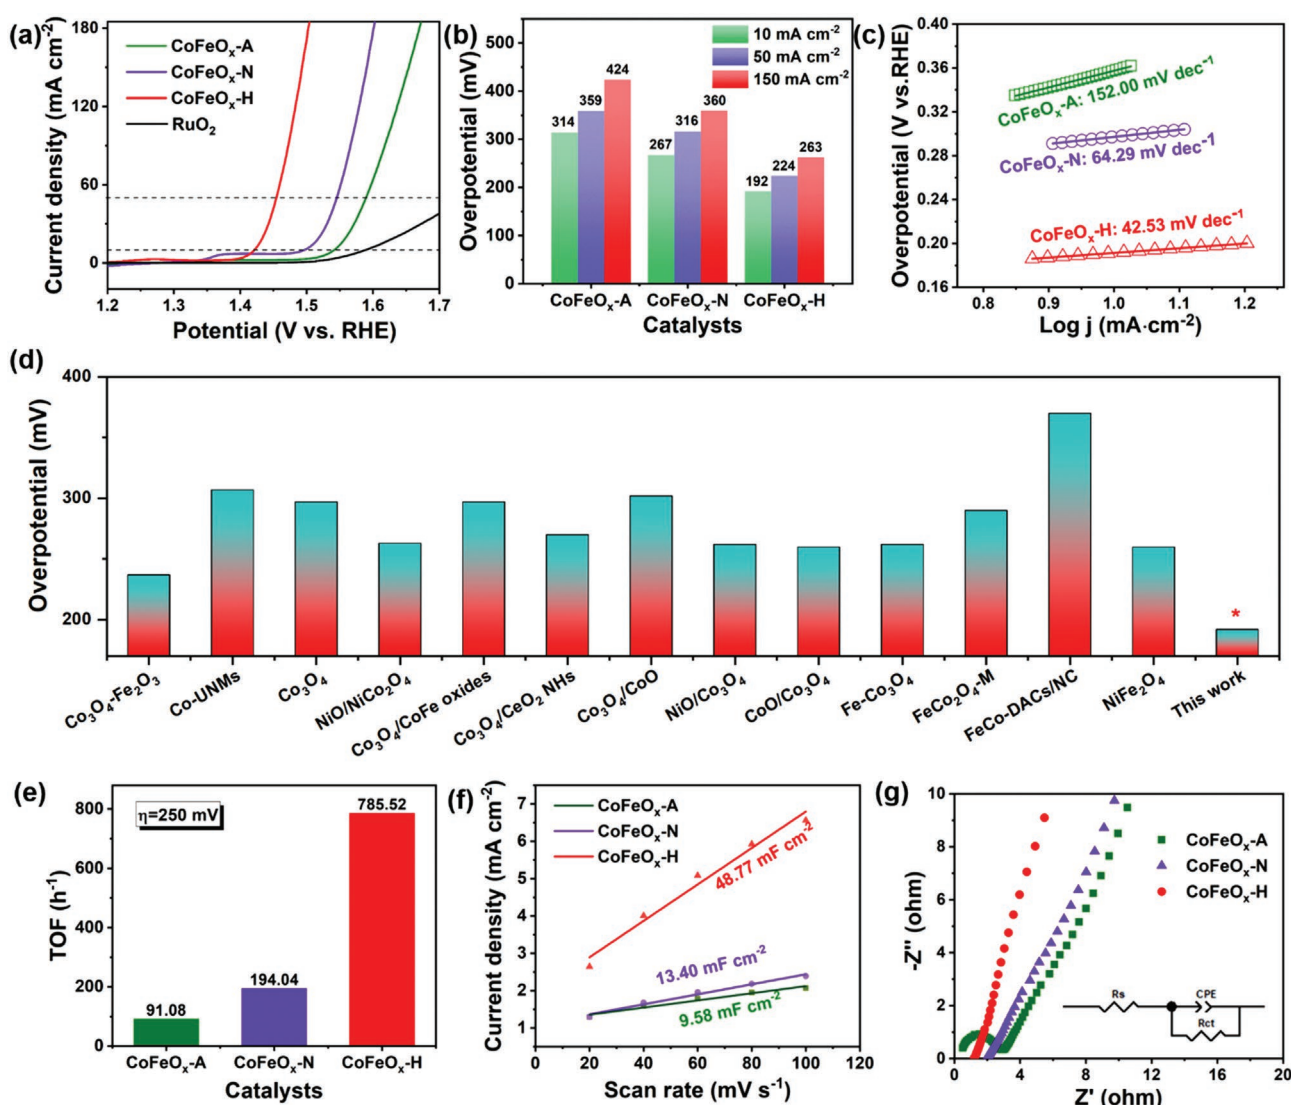 (a)
Current density (mA cm⁻²)
180
120
60
0
CoFeOₓ-A
CoFeOₓ-N
CoFeOₓ-H
RuO₂
1.2 1.3 1.4 1.5 1.6 1.7
Potential (V vs. RHE)
(b)
Overpotential (mV)
500
400
300
200
100
0
10 mA cm⁻²
50 mA cm⁻²
150 mA cm⁻²
314 359 424
267 316 360
192 224 263
CoFeOₓ-A CoFeOₓ-N CoFeOₓ-H
Catalysts
(c)
Overpotential (V vs.RHE)
0.40
0.36
0.32
0.28
0.24
0.20
0.16
CoFeOₓ-A: 152.00 mV dec⁻¹
CoFeOₓ-N: 64.29 mV dec⁻¹
CoFeOₓ-H: 42.53 mV dec⁻¹
0.8 0.9 1.0 1.1 1.2
Log j (mA·cm⁻²)
(d)
Overpotential (mV)
400
300
200
*
Co₃O₄-Fe₂O₃
Co-UNMs
Co₃O₄
NiO/NiCo₂O₄
Co₃O₄/CoFe oxides
Co₃O₄/CeO₂ NHs
Co₃O₄/CoO
NiO/Co₃O₄
CoO/Co₃O₄
Fe-Co₃O₄
FeCo₂O₄-M
FeCo-DACs/NC
NiFe₂O₄
This work
(e)
TOF (h⁻¹)
800
600
400
200
0
η=250 mV
91.08
194.04
785.52
CoFeOₓ-A CoFeOₓ-N CoFeOₓ-H
Catalysts
(f)
Current density (mA cm⁻²)
7
6
5
4
3
2
1
0
CoFeOₓ-A
CoFeOₓ-N
CoFeOₓ-H
48.77 mF cm⁻²
13.40 mF cm⁻²
9.58 mF cm⁻²
0 20 40 60 80 100
Scan rate (mV s⁻¹)
(g)
-Z'' (ohm)
10
8
6
4
2
0
CoFeOₓ-A
CoFeOₓ-N
CoFeOₓ-H
Rs
CPE
Rct
0 4 8 12 16 20
Z' (ohm)